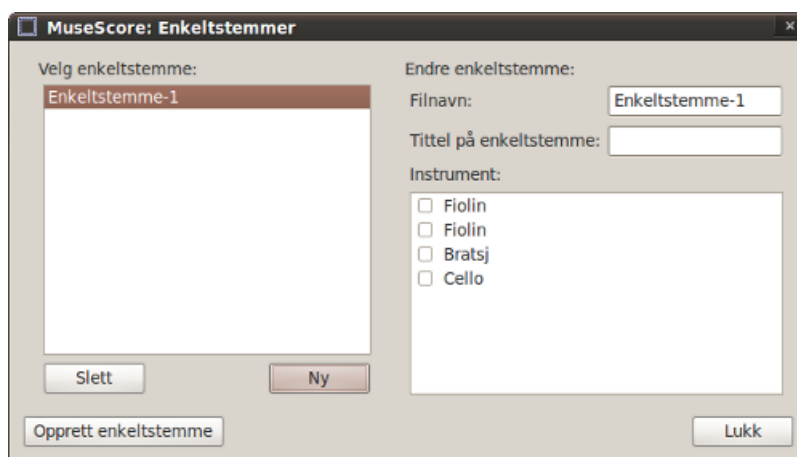 MuseScore: Enkeltstemmer
Velg enkeltstemme:
Enkeltstemme-1
Slett
Ny
Opprett enkeltstemme
Endre enkeltstemme:
Filnavn: Enkeltstemme-1
Tittel på enkeltstemme:
Instrument:
Fiolin
Fiolin
Bratsj
Cello
Lukk